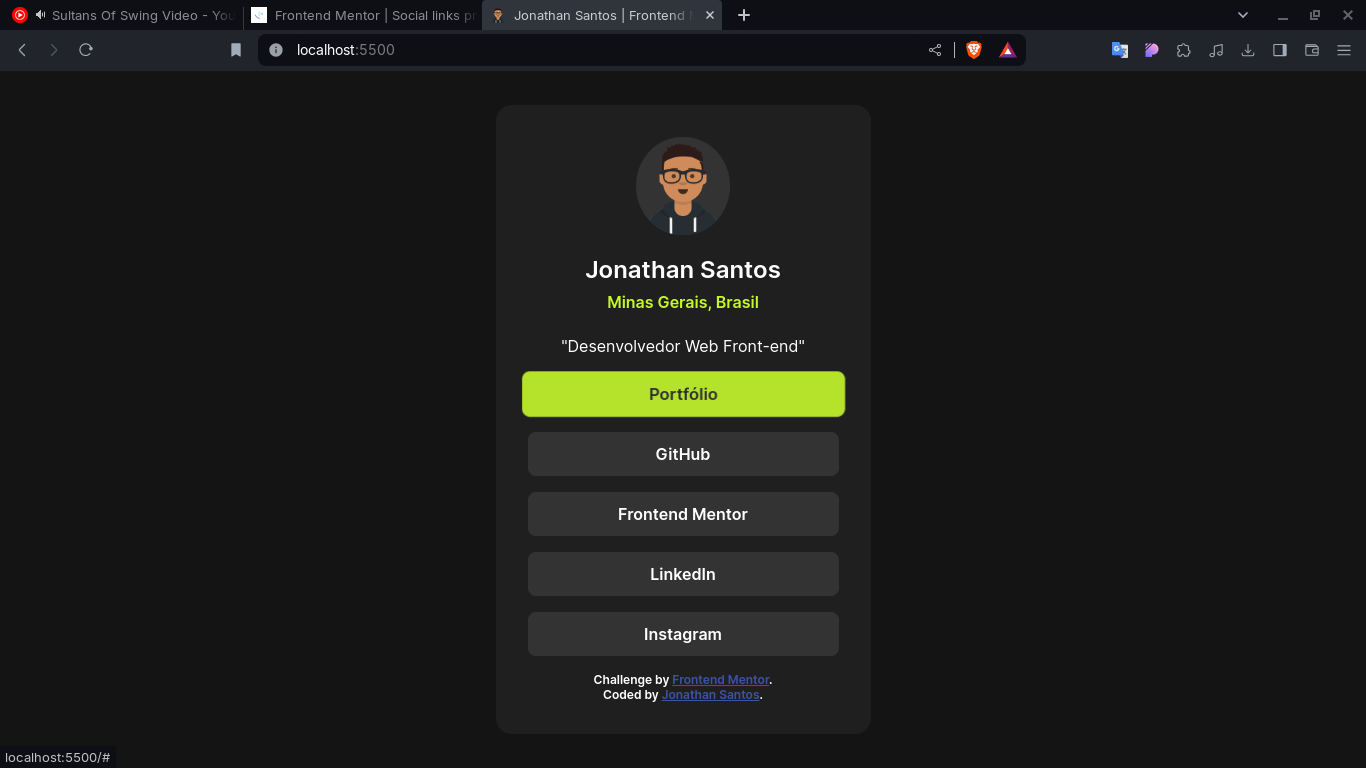 Sultans Of Swing Video - You
Frontend Mentor | Social links pr
Jonathan Santos | Frontend M
localhost:5500
Jonathan Santos
Minas Gerais, Brasil
"Desenvolvedor Web Front-end"
Portfólio
GitHub
Frontend Mentor
LinkedIn
Instagram
Challenge by Frontend Mentor.
Coded by Jonathan Santos.
localhost:5500/#